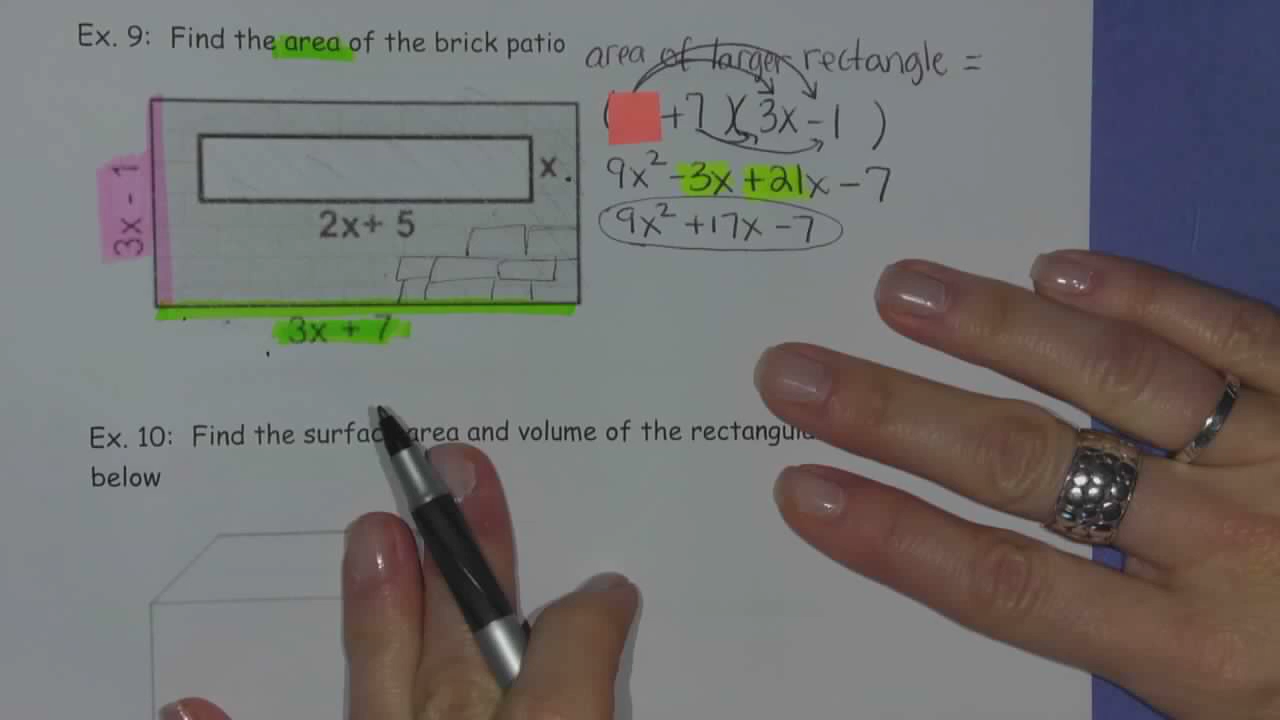 Ex. 9: Find the area of the brick patio
area of larger rectangle =
( +7)(3x-1)
9x² -3x +21x -7
9x² +17x -7
3x - 1
x.
2x+ 5
3x + 7
Ex. 10: Find the surfac area and volume of the
below